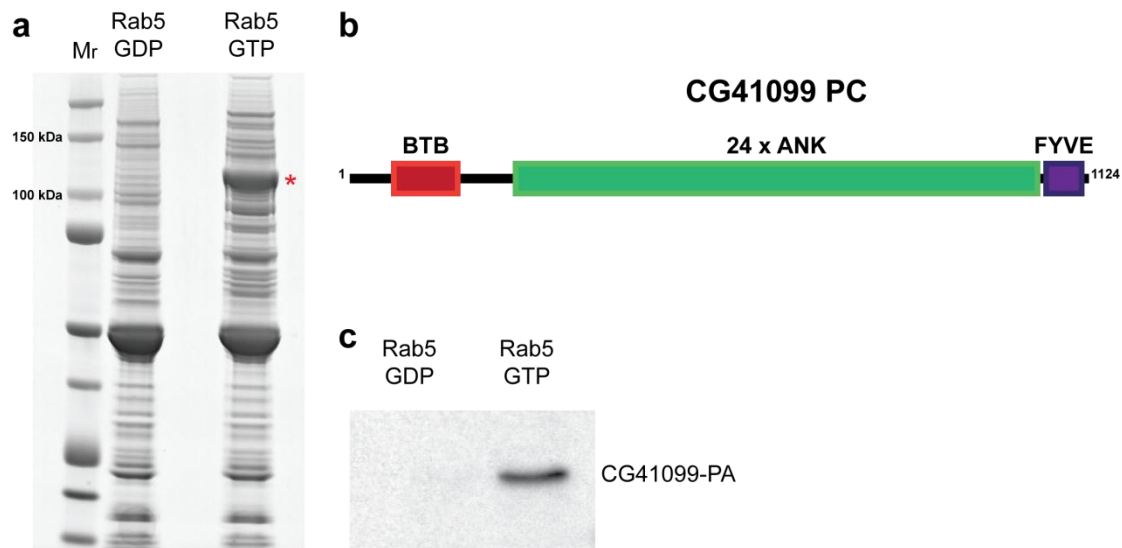 a
Mr
Rab5
GDP
Rab5
GTP
150 kDa
100 kDa
*
b
CG41099 PC
BTB
24 x ANK
FYVE
1
1124
c
Rab5
GDP
Rab5
GTP
CG41099-PA